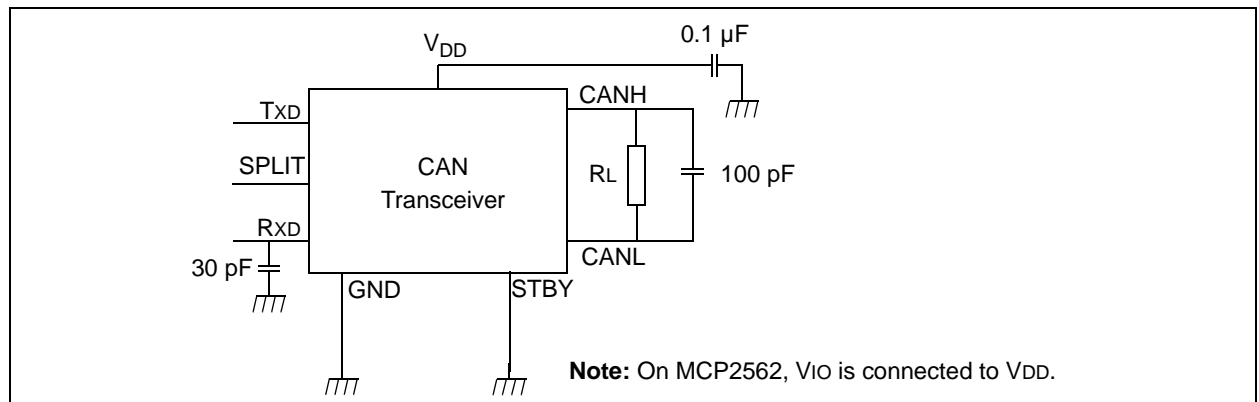 0.1 µF
VDD
CANH
TXD
SPLIT
CAN
Transceiver
RL
100 pF
RXD
CANL
30 pF
GND
STBY
Note: On MCP2562, VIO is connected to VDD.